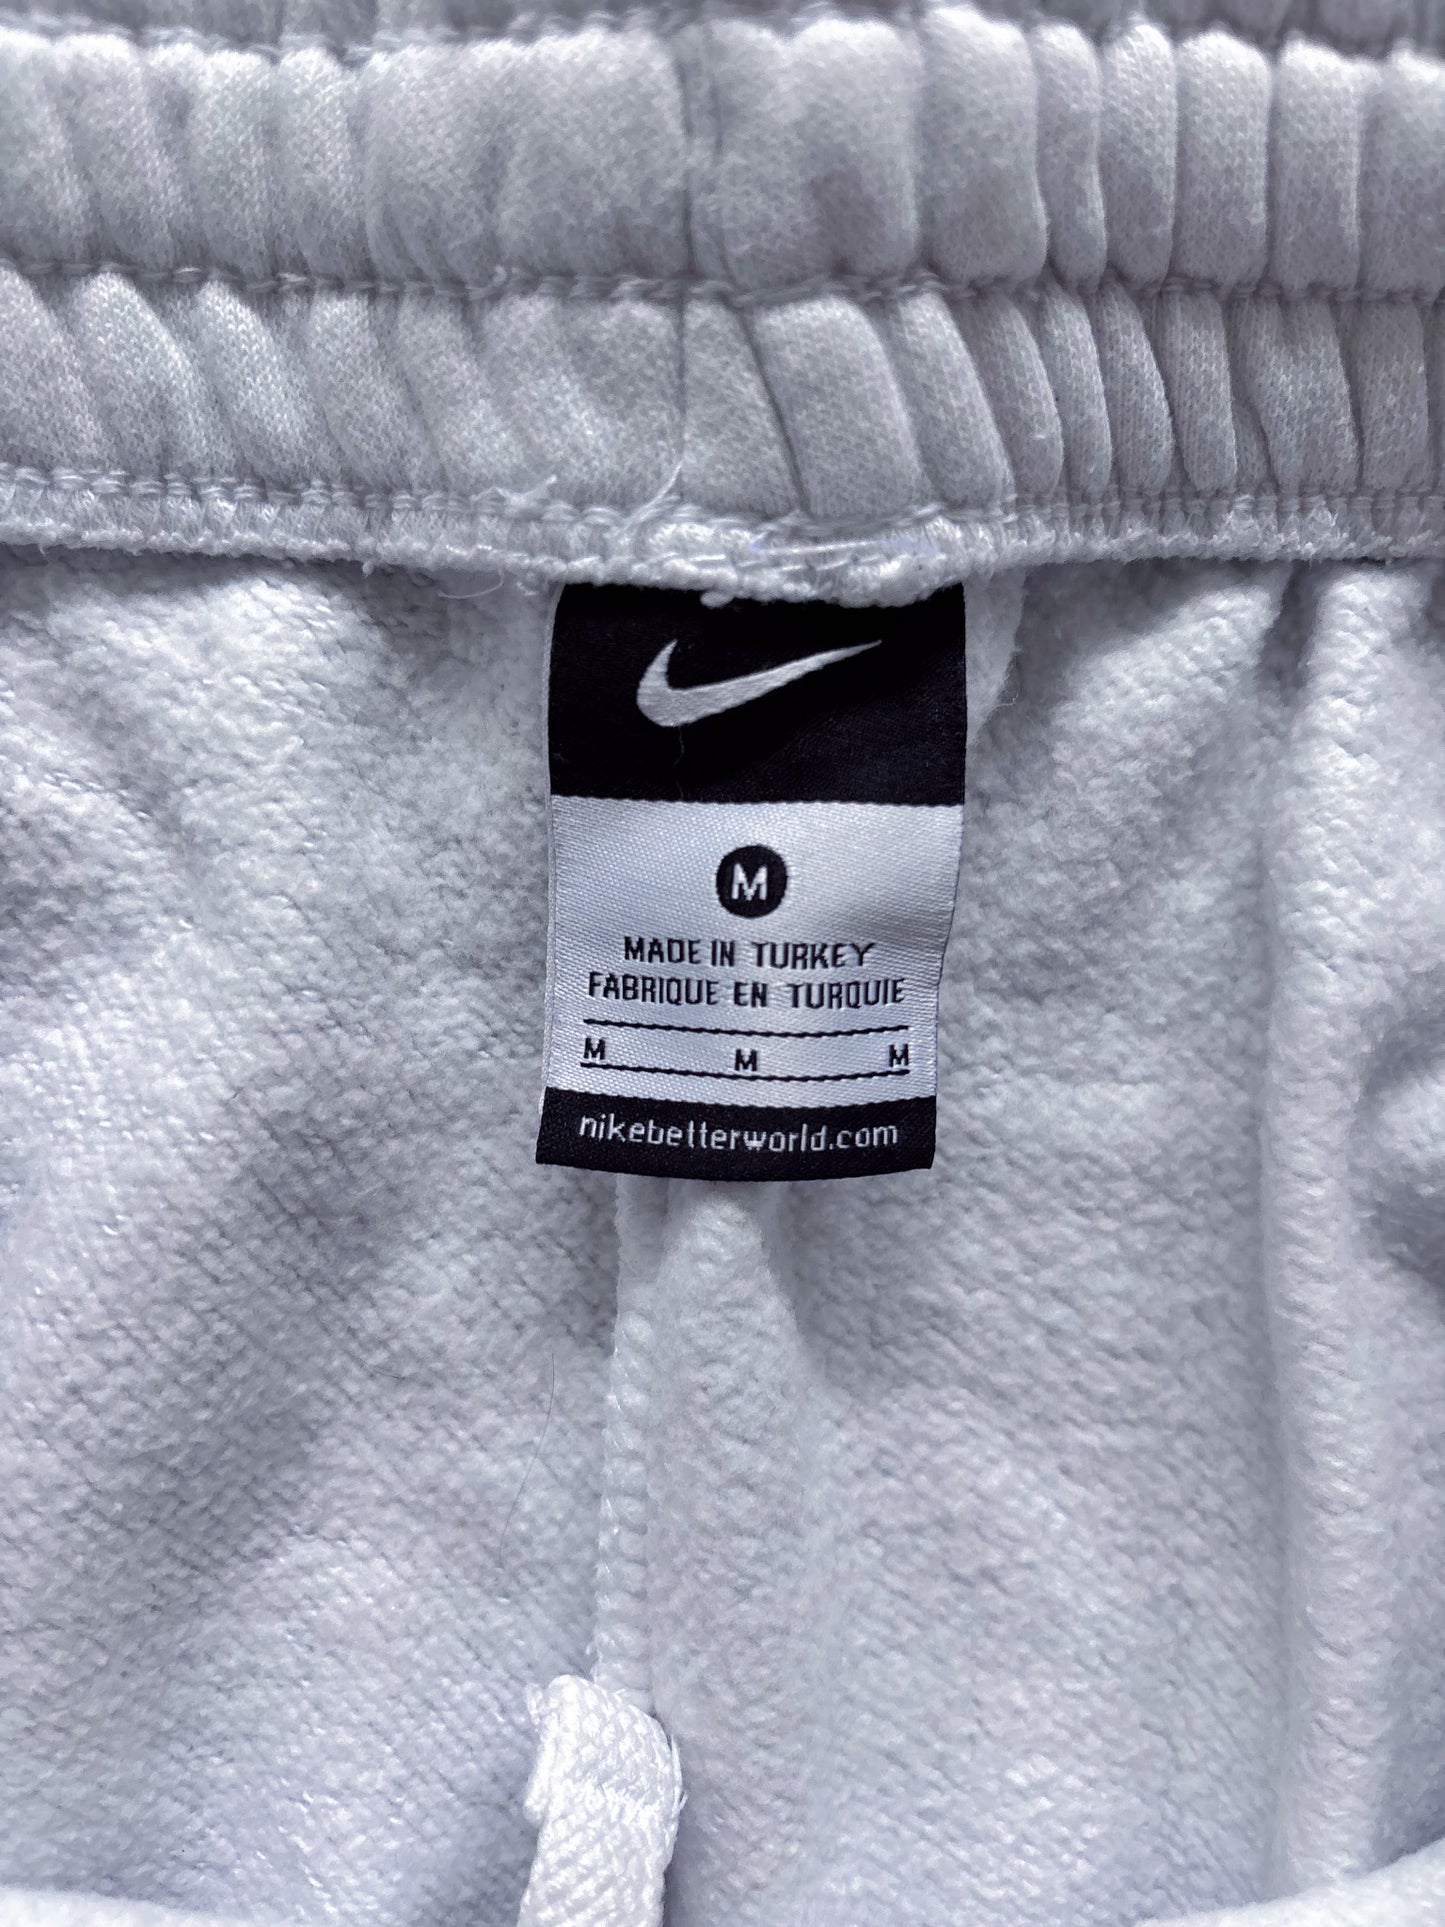 M
MADE IN TURKEY
FABRIQUE EN TURQUIE
M M M
nikebetterworld.com